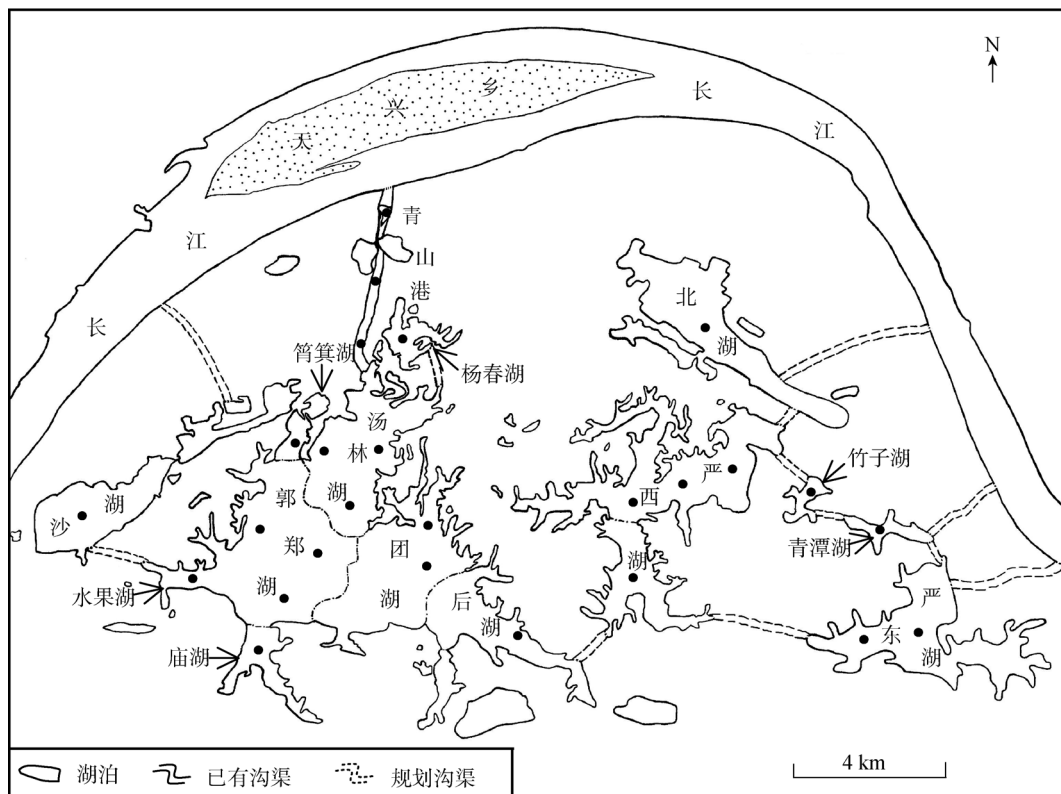 N
天兴乡
长江
长江
青山港
北湖
筲箕湖
杨春湖
汤林湖
竹子湖
沙湖
郭郑湖
团湖
后湖
严西湖
青潭湖
水果湖
严东湖
庙湖
湖泊
已有沟渠
规划沟渠
4 km